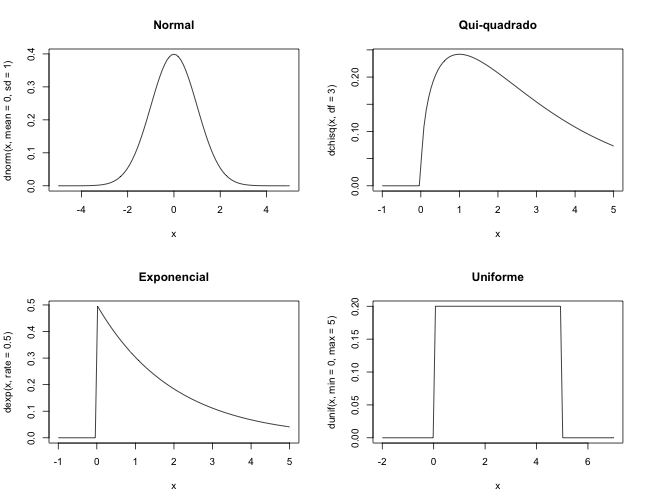 Normal
dnorm(x, mean = 0, sd = 1)
0.0 0.1 0.2 0.3 0.4
-4 -2 0 2 4
x
Qui-quadrado
dchisq(x, df = 3)
0.00 0.10 0.20
-1 0 1 2 3 4 5
x
Exponencial
dexp(x, rate = 0.5)
0.0 0.1 0.2 0.3 0.4 0.5
-1 0 1 2 3 4 5
x
Uniforme
dunif(x, min = 0, max = 5)
0.00 0.05 0.10 0.15 0.20
-2 0 2 4 6
x